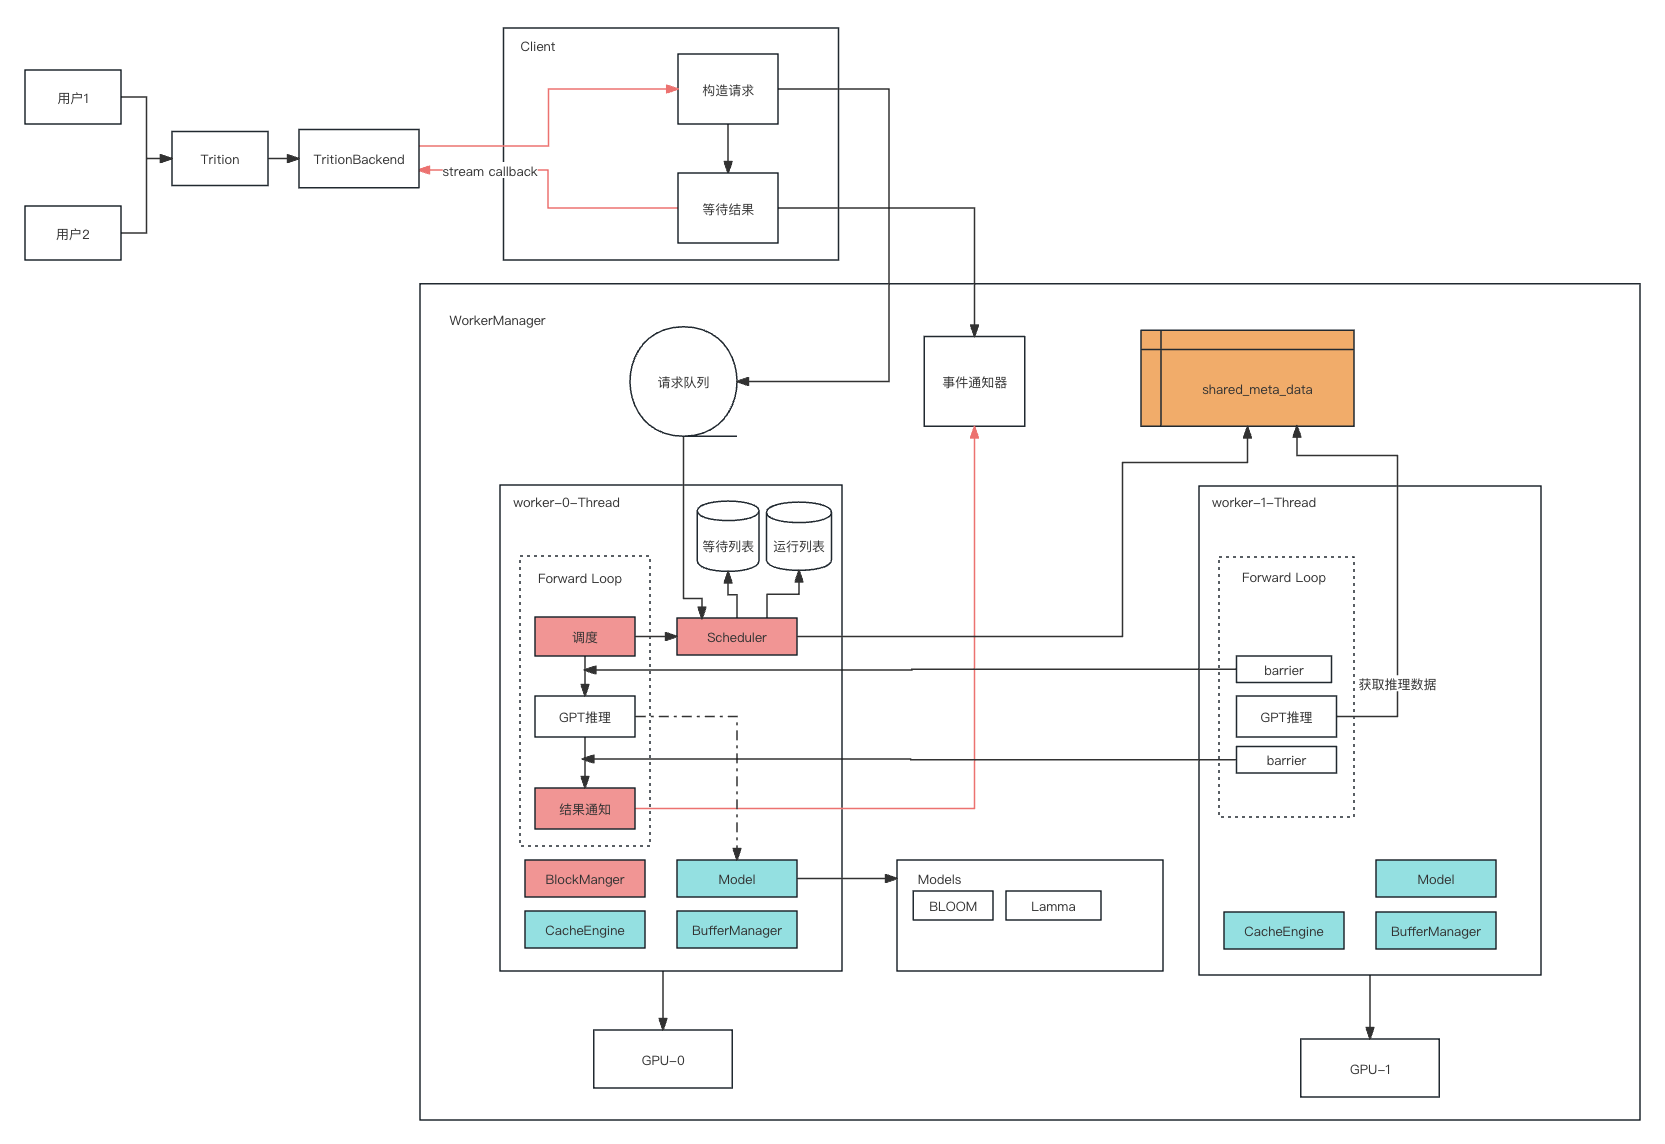 Client
用户1
构造请求
Trition
TritionBackend
stream callback
等待结果
用户2
WorkerManager
请求队列
事件通知器
shared_meta_data
worker-0-Thread
等待列表
运行列表
Forward Loop
调度
Scheduler
GPT推理
结果通知
BlockManger
Model
CacheEngine
BufferManager
Models
BLOOM
Lamma
worker-1-Thread
Forward Loop
barrier
获取推理数据
GPT推理
barrier
Model
CacheEngine
BufferManager
GPU-0
GPU-1